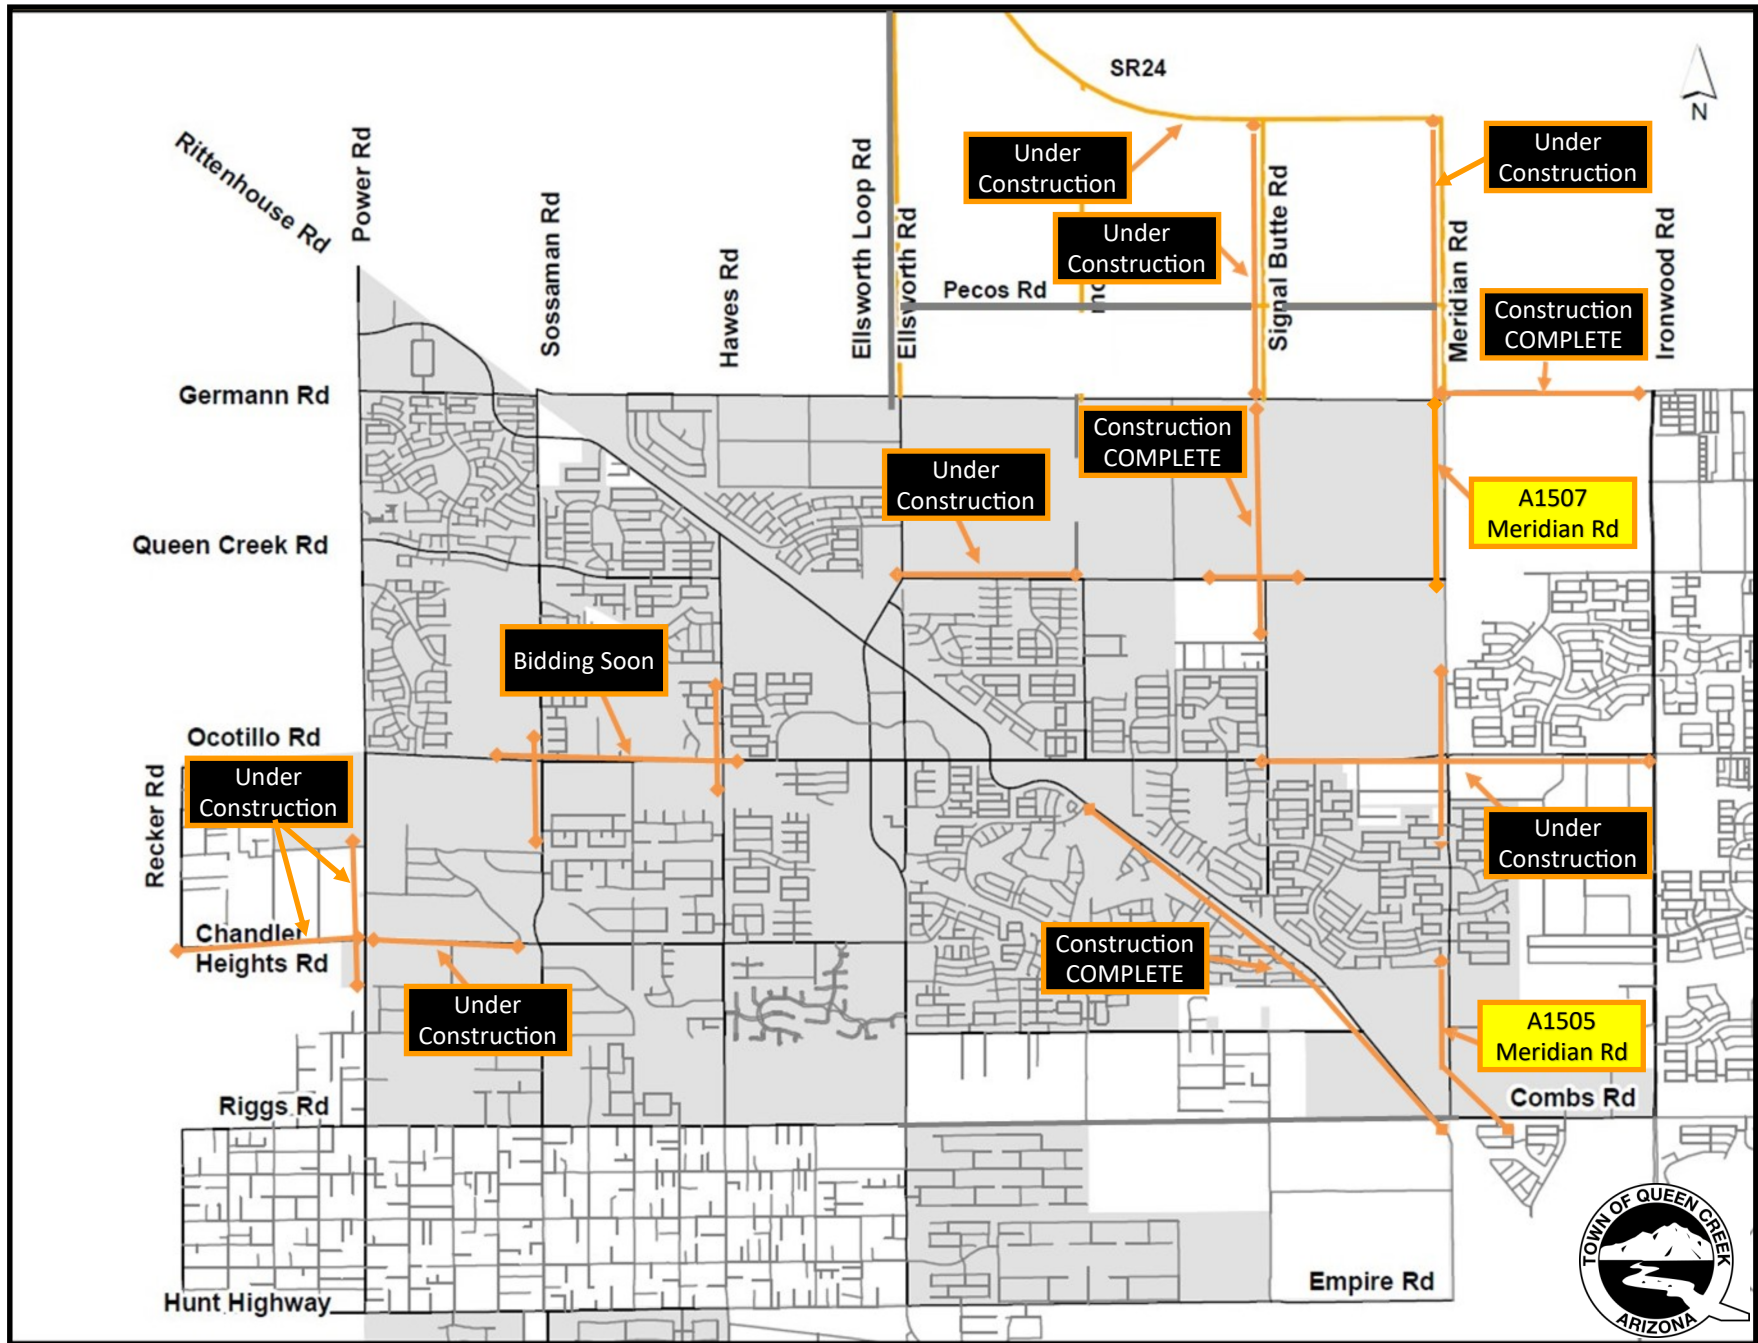 SR24
N
Rittenhouse Rd
Power Rd
Sossaman Rd
Hawes Rd
Ellsworth Loop Rd
Ellsworth Rd
Signal Butte Rd
Meridian Rd
Ironwood Rd
Under
Construction
Under
Construction
Under
Construction
Pecos Rd
Construction
COMPLETE
Germann Rd
Construction
COMPLETE
Under
Construction
A1507
Meridian Rd
Queen Creek Rd
Bidding Soon
Ocotillo Rd
Recker Rd
Under
Construction
Under
Construction
Chandler
Heights Rd
Construction
COMPLETE
Under
Construction
A1505
Meridian Rd
Riggs Rd
Combs Rd
Empire Rd
Hunt Highway
TOWN OF QUEEN CREEK
ARIZONA